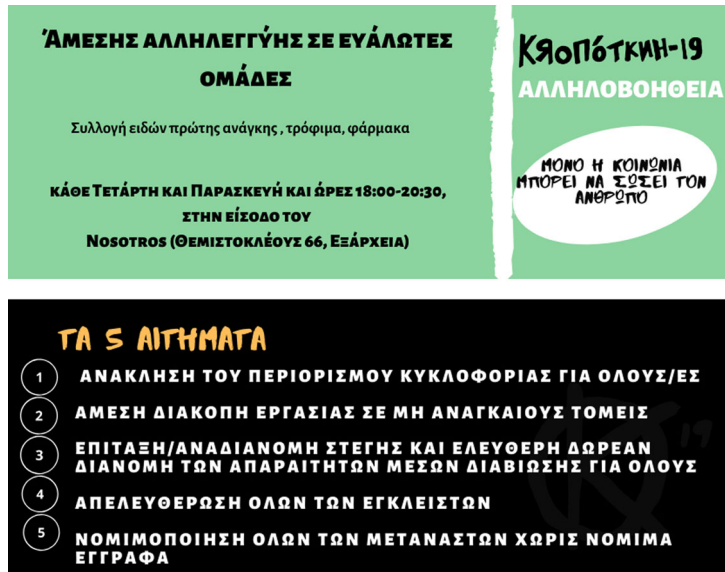 Άμεσης αλληλεγγύης σε ευάλωτες
ομάδες
Συλλογή ειδών πρώτης ανάγκης , τρόφιμα, φάρμακα
κάθε Τετάρτη και Παρασκευή και ώρες 18:00-20:30,
στην είσοδο του
Nosotros (Θεμιστοκλέους 66, Εξάρχεια)
ΚЯοΠόΤΚИΗ-19
ΑΛΛΗΛΟΒΟΗΘΕΙΑ
ΜΟΝΟ Η ΚΟΙΝΩΝΙΑ
ΜΠΟΡΕΙ ΝΑ ΣΩΣΕΙ ΤΟΝ
ΑΝΘΡΩΠΟ
ΤΑ 5 ΑΙΤΗΜΑΤΑ
1 ΑΝΑΚΛΗΣΗ ΤΟΥ ΠΕΡΙΟΡΙΣΜΟΥ ΚΥΚΛΟΦΟΡΙΑΣ ΓΙΑ ΟΛΟΥΣ/ΕΣ
2 ΑΜΕΣΗ ΔΙΑΚΟΠΗ ΕΡΓΑΣΙΑΣ ΣΕ ΜΗ ΑΝΑΓΚΑΙΟΥΣ ΤΟΜΕΙΣ
3 ΕΠΙΤΑΞΗ/ΑΝΑΔΙΑΝΟΜΗ ΣΤΕΓΗΣ ΚΑΙ ΕΛΕΥΘΕΡΗ ΔΩΡΕΑΝ
ΔΙΑΝΟΜΗ ΤΩΝ ΑΠΑΡΑΙΤΗΤΩΝ ΜΕΣΩΝ ΔΙΑΒΙΩΣΗΣ ΓΙΑ ΟΛΟΥΣ
4 ΑΠΕΛΕΥΘΕΡΩΣΗ ΟΛΩΝ ΤΩΝ ΕΓΚΛΕΙΣΤΩΝ
5 ΝΟΜΙΜΟΠΟΙΗΣΗ ΟΛΩΝ ΤΩΝ ΜΕΤΑΝΑΣΤΩΝ ΧΩΡΙΣ ΝΟΜΙΜΑ
ΕΓΓΡΑΦΑ
K 19